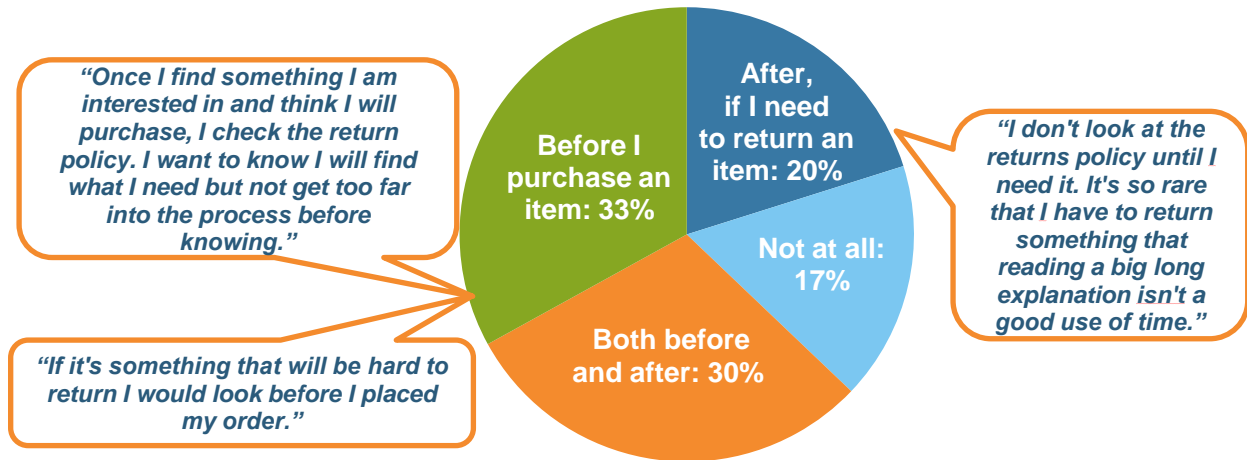 “Once I find something I am
interested in and think I will
purchase, I check the return
policy. I want to know I will find
what I need but not get too far
into the process before
knowing.”
“If it's something that will be hard to
return I would look before I placed
my order.”
Before I
purchase an
item: 33%
After,
if I need
to return an
item: 20%
Not at all:
17%
Both before
and after: 30%
“I don't look at the
returns policy until I
need it. It's so rare
that I have to return
something that
reading a big long
explanation isn't a
good use of time.”